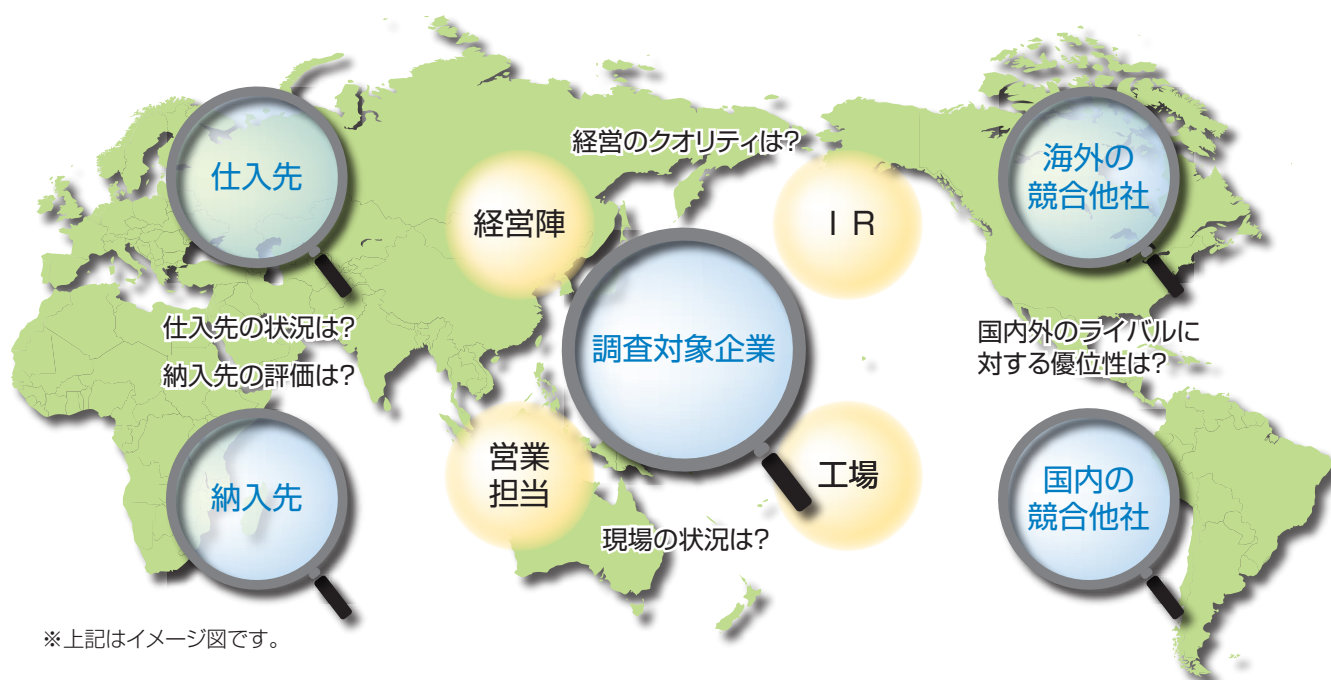 経営のクオリティは?
仕入先
経営陣
I R
海外の
競合他社
調査対象企業
仕入先の状況は?
納入先の評価は?
国内外のライバルに
対する優位性は?
納入先
営業
担当
工場
国内の
競合他社
現場の状況は?
※上記はイメージ図です。